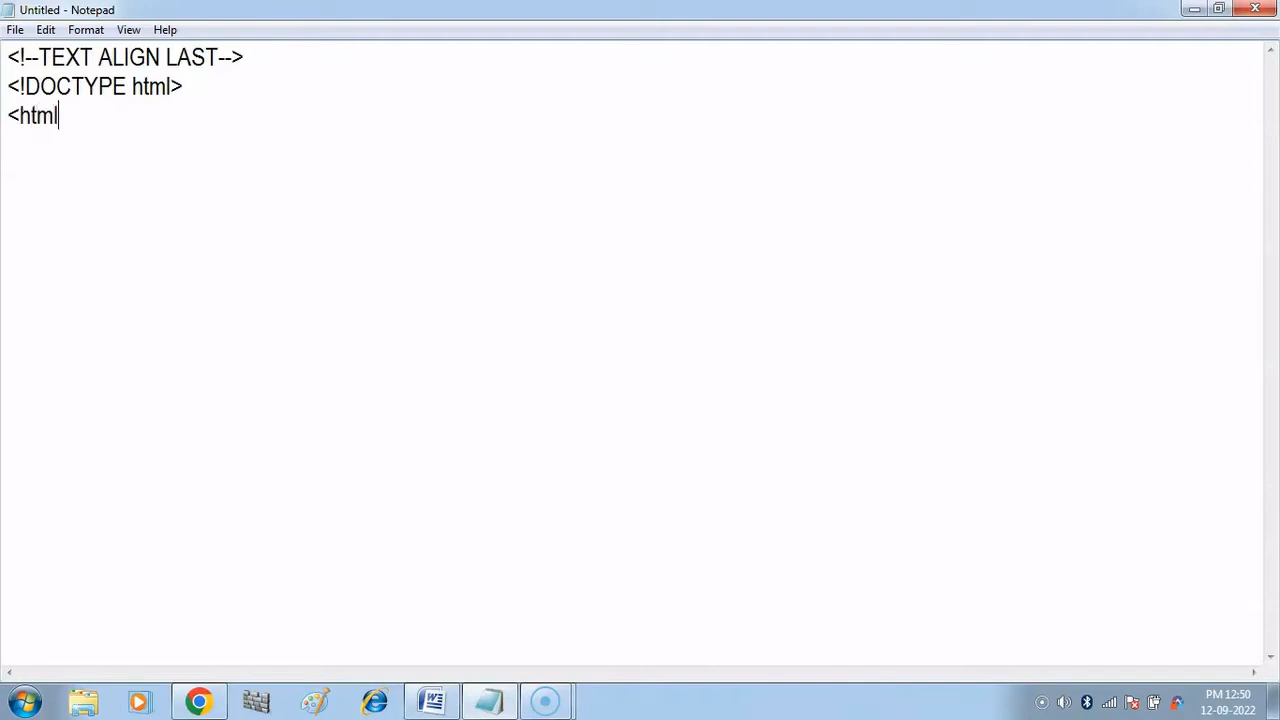 Untitled - Notepad
File Edit Format View Help
<!--TEXT ALIGN LAST-->
<!DOCTYPE html>
<html
PM 12:50
12-09-2022